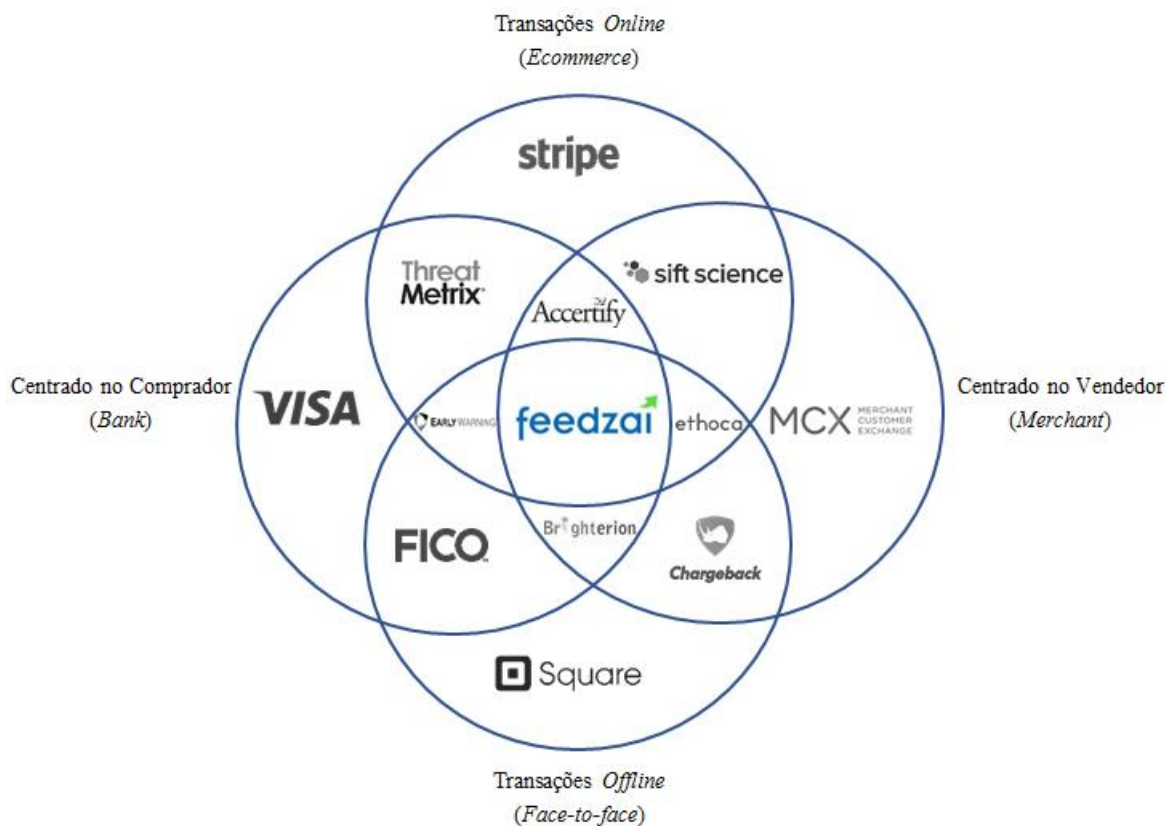 Transações Online
(Ecommerce)
stripe
Threat
Metrix
sift science
Accertify
Centrado no Comprador
(Bank)
VISA
EARLY WARNING
feedzai
ethoca
MCX
MERCHANT
CUSTOMER
EXCHANGE
Centrado no Vendedor
(Merchant)
FICO
Brighterion
Chargeback
Square
Transações Offline
(Face-to-face)